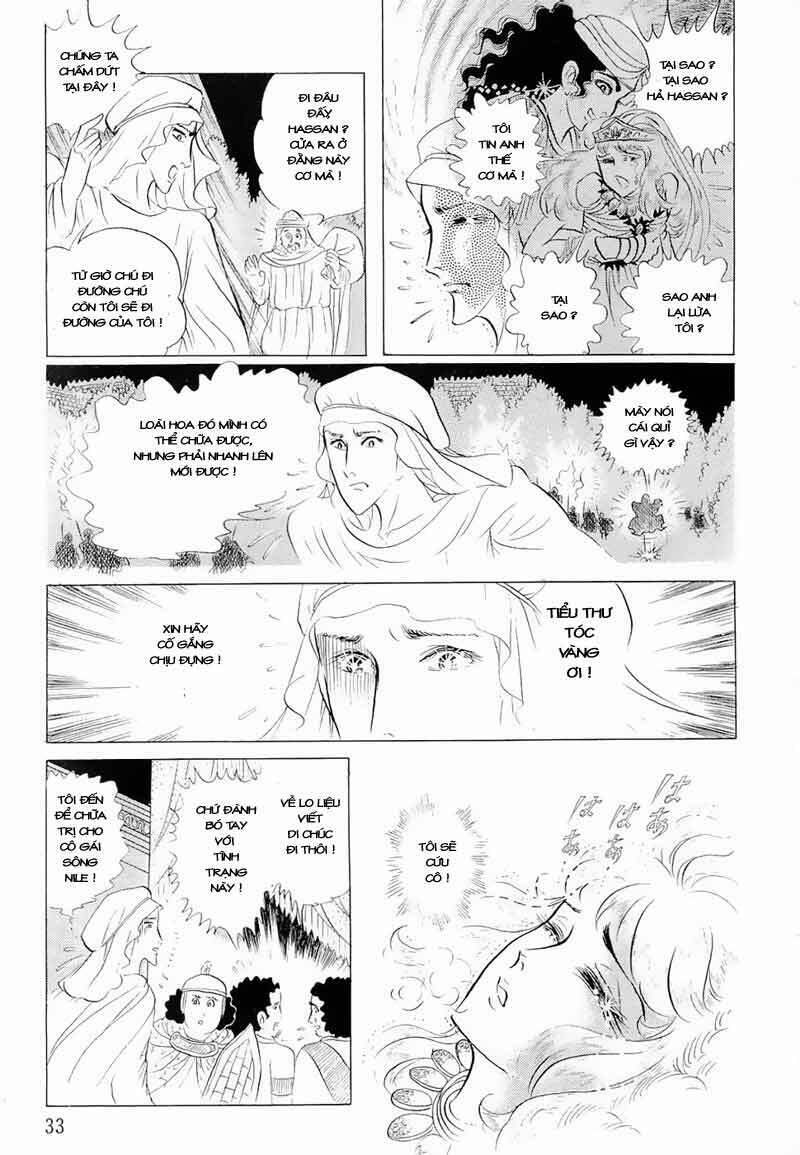 TẠI SAO ?
TẠI SAO
HẢ HASSAN ?
TÔI
TIN ANH
THẾ
CƠ MÀ !
SAO ANH
LẠI LỪA
TÔI ?
TẠI
SAO ?
ĐI ĐÂU
ĐẤY,
HASSAN ?
CỬA RA Ở
ĐẰNG NÀY
CƠ MÀ !
CHÚNG TA
CHẤM DỨT
TẠI ĐÂY !
TỪ GIỜ CHÚ ĐI
ĐƯỜNG CHÚ
CÒN TÔI SẼ ĐI
ĐƯỜNG CỦA TÔI !
MÀY NÓI
CÁI QUỈ
GÌ VẬY ?
LOÀI HOA ĐÓ MÌNH CÓ
THỂ CHỮA ĐƯỢC,
NHƯNG PHẢI NHANH LÊN
MỚI ĐƯỢC !
TIỂU THƯ
TÓC
VÀNG
ƠI !
XIN HÃY
CỐ GẮNG
CHỊU ĐỰNG !
はあ
はあ
はあ
TÔI SẼ
CỨU
CÔ !
VỀ LO LIỆU
VIẾT
DI CHÚC
ĐI THÔI !
CHỨ ĐÀNH
BÓ TAY
VỚI
TÌNH
TRẠNG
NÀY !
TÔI ĐẾN
ĐỂ CHỮA
TRỊ CHO
CÔ GÁI
SÔNG
NILE !
33